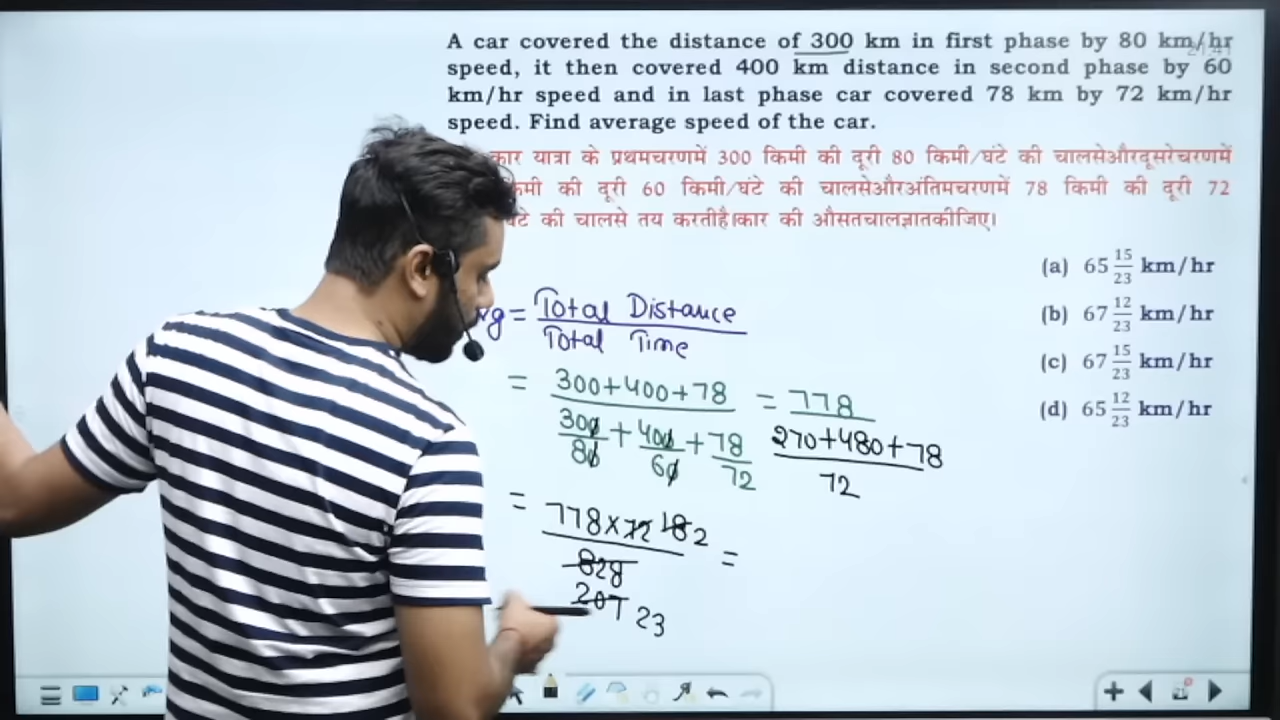 A car covered the distance of 300 km in first phase by 80 km/hr
speed, it then covered 400 km distance in second phase by 60
km/hr speed and in last phase car covered 78 km by 72 km/hr
speed. Find average speed of the car.
कार यात्रा के प्रथमचरणमें 300 किमी की दूरी 80 किमी/घंटे की चालसेऔरदूसरेचरणमें
किमी की दूरी 60 किमी/घंटे की चालसेऔरअंतिमचरणमें 78 किमी की दूरी 72
की चालसे तय करतीहै।कार की औसतचालज्ञातकीजिए।
(a) 65 15/23 km/hr
(b) 67 12/23 km/hr
(c) 67 15/23 km/hr
(d) 65 12/23 km/hr
= Total Distance
Total Time
= 300+400+78 = 778
300/80 + 400/60 + 78/72 270+480+78
72
= 778×72 18 2 =
828
207 23